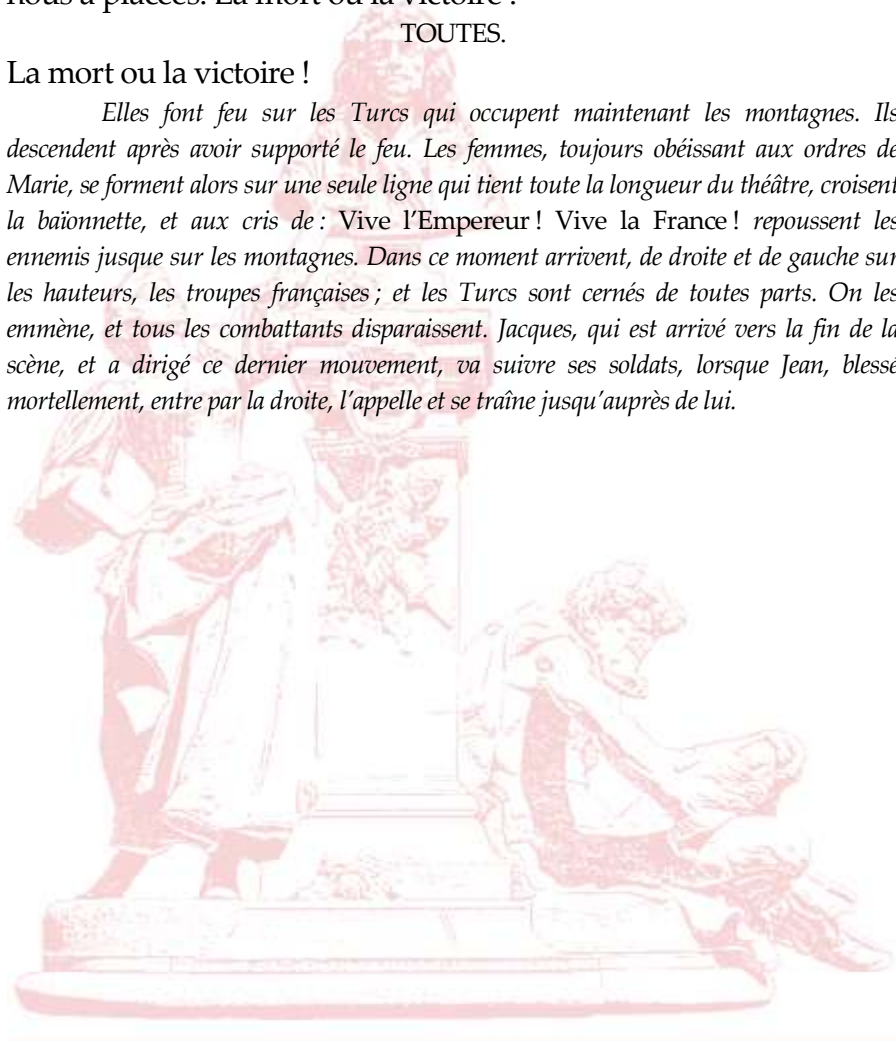 nous a placées. La mort ou la victoire !
TOUTES.
La mort ou la victoire !
Elles font feu sur les Turcs qui occupent maintenant les montagnes. Ils
descendent après avoir supporté le feu. Les femmes, toujours obéissant aux ordres de
Marie, se forment alors sur une seule ligne qui tient toute la longueur du théâtre, croisent
la baïonnette, et aux cris de : Vive l’Empereur ! Vive la France ! repoussent les
ennemis jusque sur les montagnes. Dans ce moment arrivent, de droite et de gauche sur
les hauteurs, les troupes françaises ; et les Turcs sont cernés de toutes parts. On les
emmène, et tous les combattants disparaissent. Jacques, qui est arrivé vers la fin de la
scène, et a dirigé ce dernier mouvement, va suivre ses soldats, lorsque Jean, blessé
mortellement, entre par la droite, l’appelle et se traîne jusqu’auprès de lui.